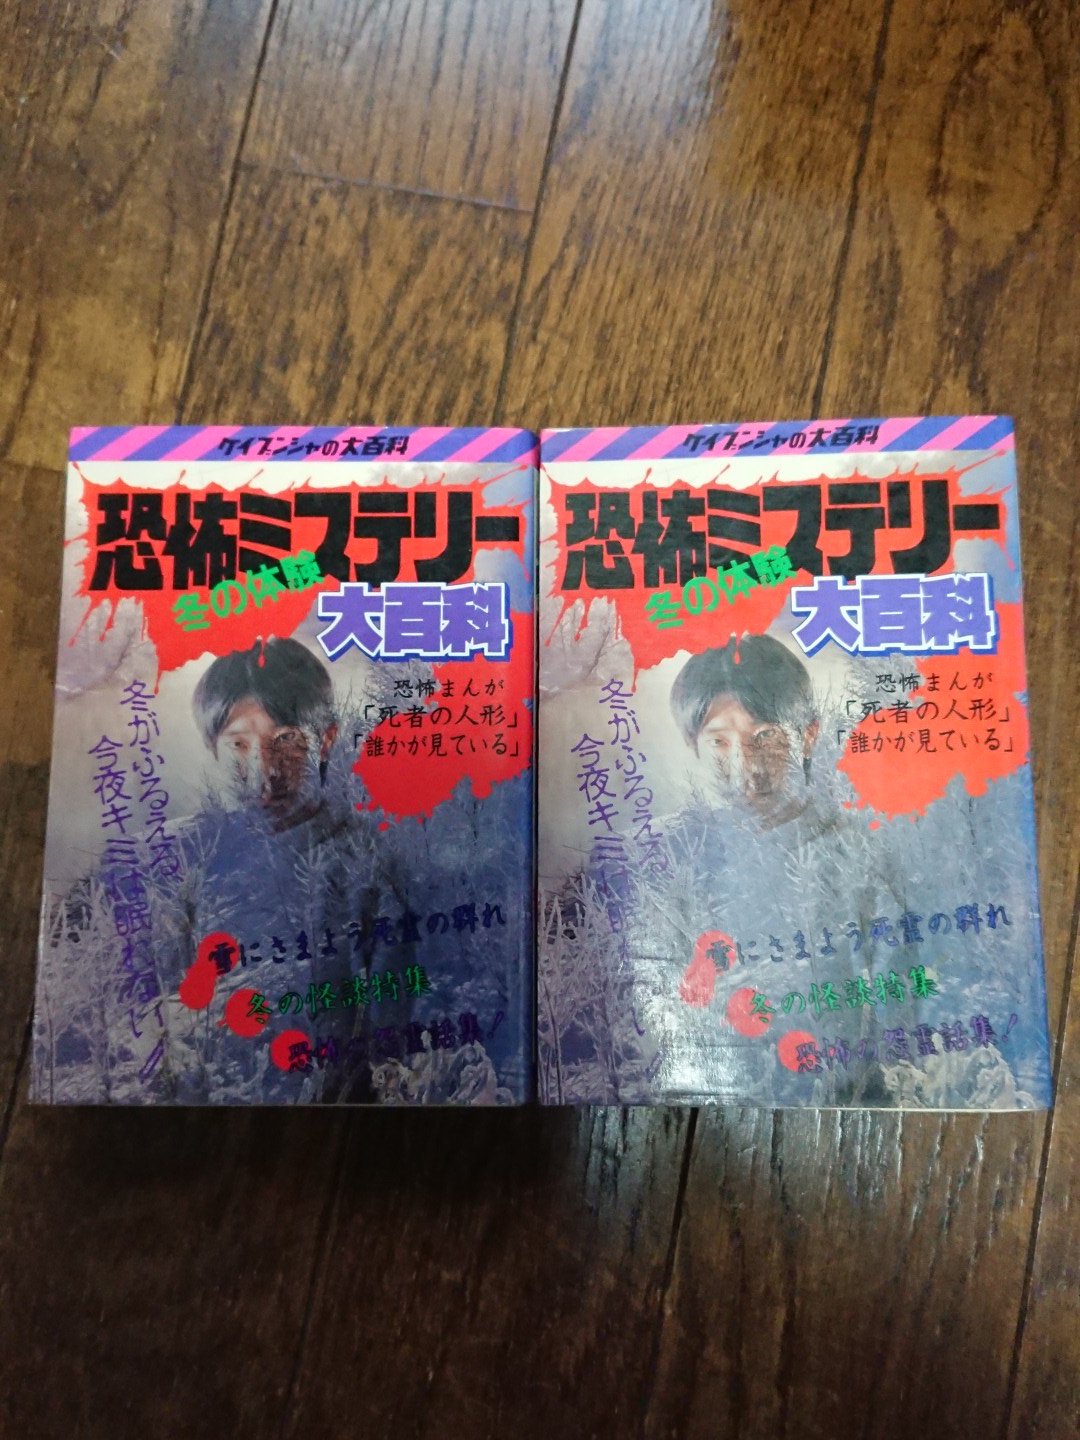 ケイブンシャの大百科
恐怖ミステリー
冬の体験
大百科
恐怖まんが
「死者の人形」
「誰かが見ている」
冬がふるえる
今夜キミは眠れない!!
雪にさまよう死霊の群れ
冬の怪談特集
恐怖の怨霊話集!
ケイブンシャの大百科
恐怖ミステリー
冬の体験
大百科
恐怖まんが
「死者の人形」
「誰かが見ている」
冬がふるえる
今夜キミは眠
い!!
雪にさまよう死霊の群れ
冬の怪談特集
恐怖の怨霊話集!